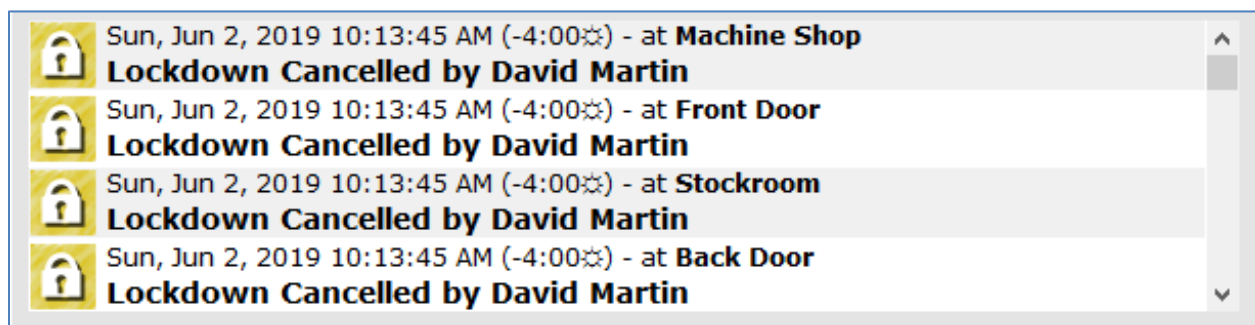 Sun, Jun 2, 2019 10:13:45 AM (-4:00☼) - at Machine Shop
Lockdown Cancelled by David Martin
Sun, Jun 2, 2019 10:13:45 AM (-4:00☼) - at Front Door
Lockdown Cancelled by David Martin
Sun, Jun 2, 2019 10:13:45 AM (-4:00☼) - at Stockroom
Lockdown Cancelled by David Martin
Sun, Jun 2, 2019 10:13:45 AM (-4:00☼) - at Back Door
Lockdown Cancelled by David Martin